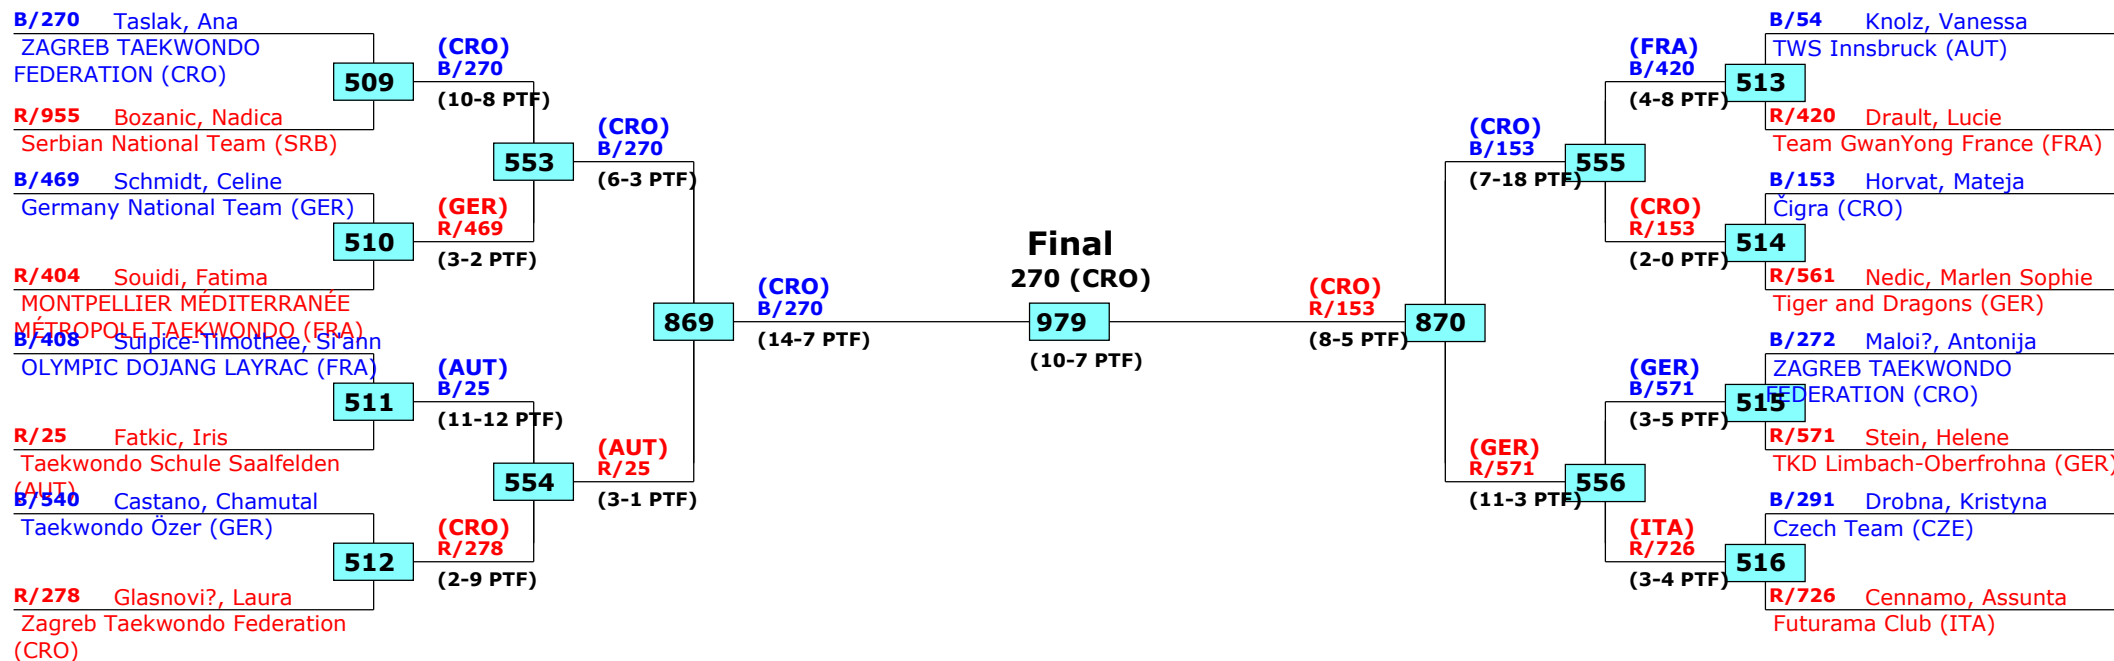 B/270 Taslak, Ana
ZAGREB TAEKWONDO
FEDERATION (CRO)
509
R/955 Bozanic, Nadica
Serbian National Team (SRB)
(CRO)
B/270
(10-8 PTF)
B/469 Schmidt, Celine
Germany National Team (GER)
510
R/404 Souidi, Fatima
MONTPELLIER MÉDITERRANÉE
MÉTROPOLE TAEKWONDO (FRA)
(GER)
R/469
(3-2 PTF)
553
(CRO)
B/270
(6-3 PTF)
B/408 Sulpice-Timothee, Si'ann
OLYMPIC DOJANG LAYRAC (FRA)
511
R/25 Fatkic, Iris
Taekwondo Schule Saalfelden
(AUT)
(AUT)
B/25
(11-12 PTF)
B/540 Castano, Chamutal
Taekwondo Özer (GER)
512
R/278 Glasnovi?, Laura
Zagreb Taekwondo Federation
(CRO)
(CRO)
R/278
(2-9 PTF)
554
(AUT)
R/25
(3-1 PTF)
869
(CRO)
B/270
(14-7 PTF)
Final
270 (CRO)
979
(10-7 PTF)
(CRO)
R/153
(8-5 PTF)
870
(CRO)
B/153
(7-18 PTF)
555
(FRA)
B/420
(4-8 PTF)
513
B/54 Knolz, Vanessa
TWS Innsbruck (AUT)
R/420 Drault, Lucie
Team GwanYong France (FRA)
(CRO)
R/153
(2-0 PTF)
514
B/153 Horvat, Mateja
Čigra (CRO)
R/561 Nedic, Marlen Sophie
Tiger and Dragons (GER)
(GER)
R/571
(11-3 PTF)
556
(GER)
B/571
(3-5 PTF)
515
B/272 Maloi?, Antonija
ZAGREB TAEKWONDO
FEDERATION (CRO)
R/571 Stein, Helene
TKD Limbach-Oberfrohna (GER)
(ITA)
R/726
(3-4 PTF)
516
B/291 Drobna, Kristyna
Czech Team (CZE)
R/726 Cennamo, Assunta
Futurama Club (ITA)